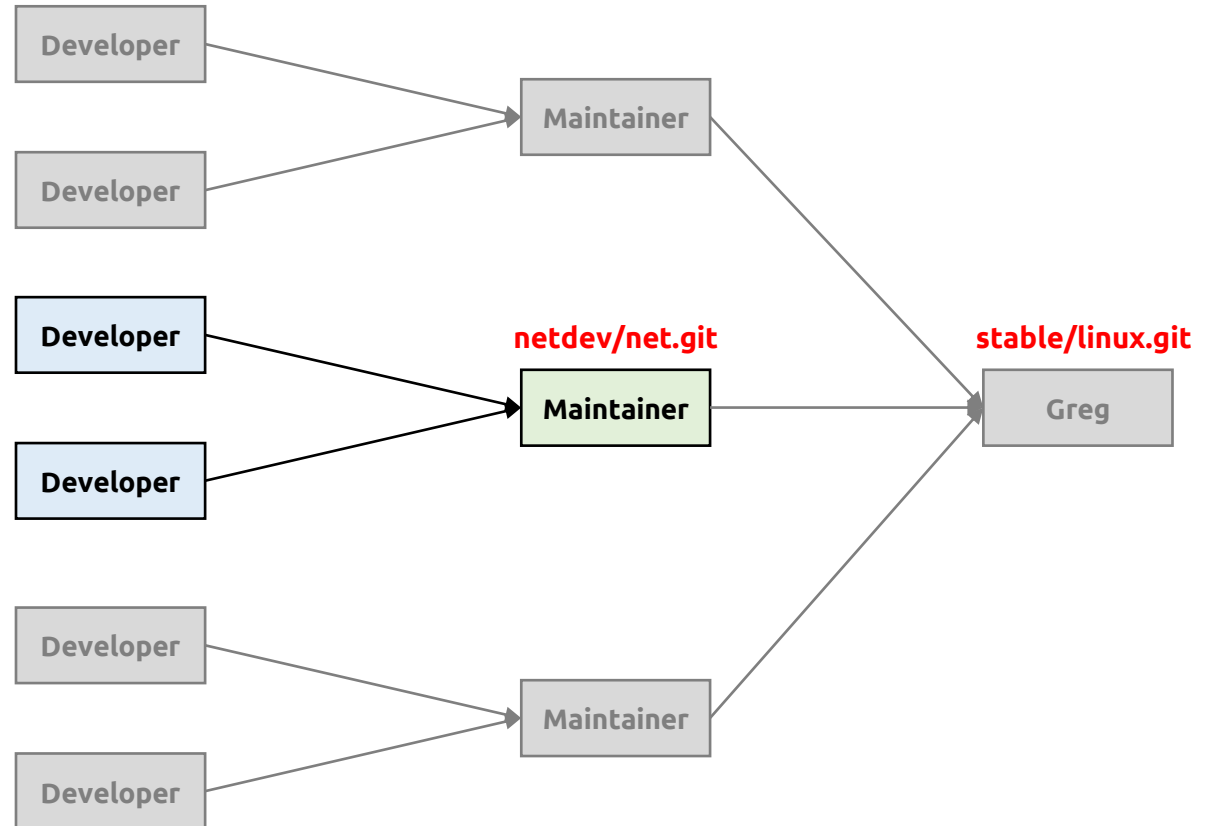 Developer
Developer
Maintainer
Developer
Developer
netdev/net.git
Maintainer
stable/linux.git
Greg
Developer
Developer
Maintainer